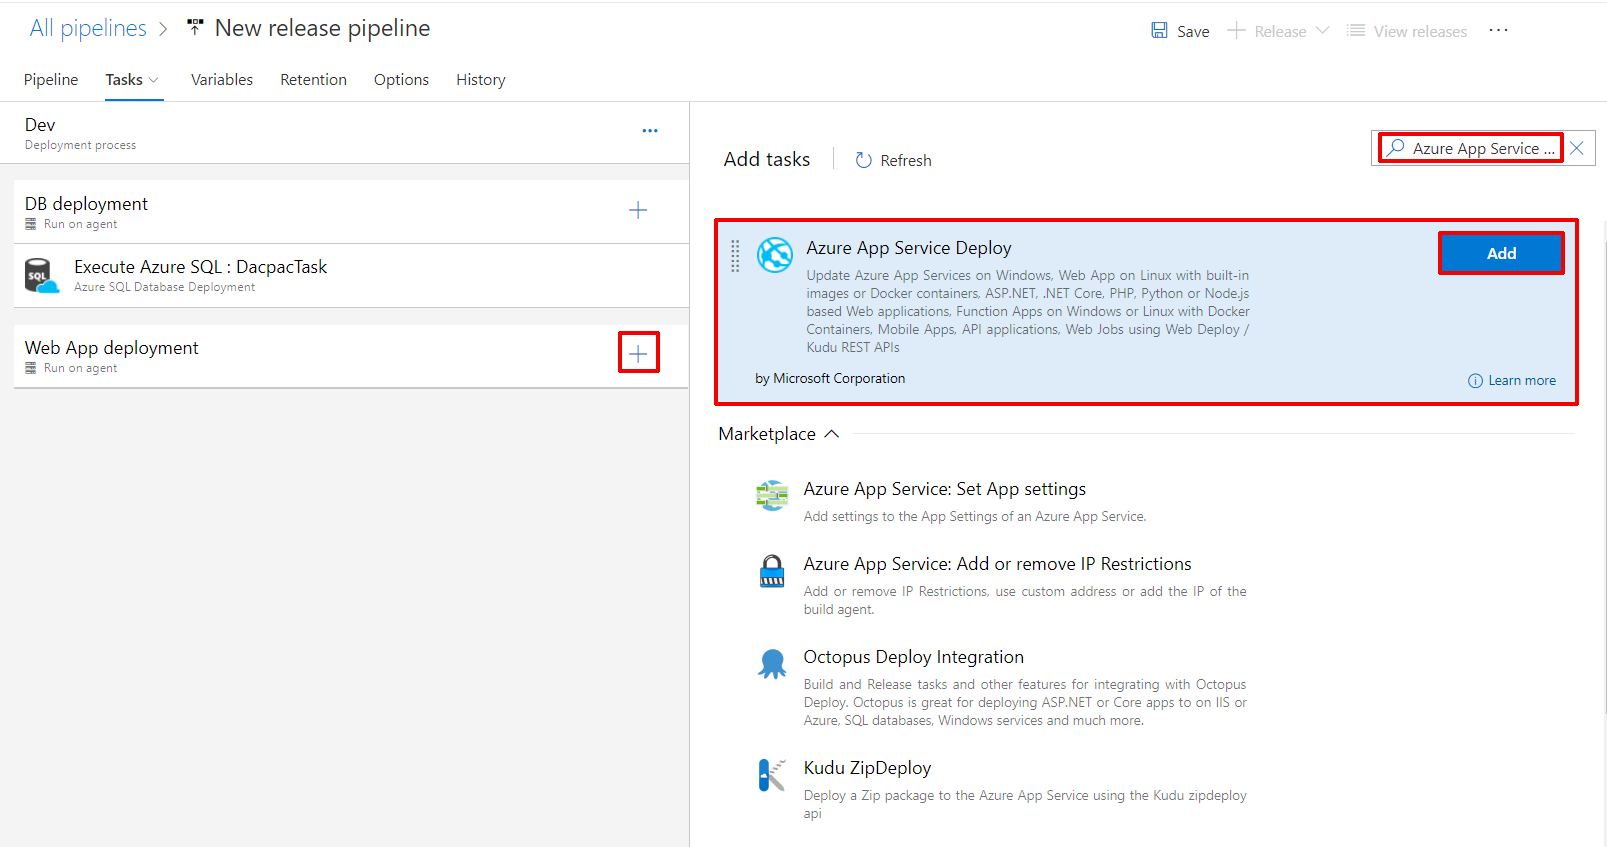 All pipelines > New release pipeline
Save
Release
View releases
...
Pipeline
Tasks
Variables
Retention
Options
History
Dev
Deployment process
...
DB deployment
Run on agent
SQL
Execute Azure SQL : DacpacTask
Azure SQL Database Deployment
Web App deployment
Run on agent
Add tasks
Refresh
Azure App Service ...
Azure App Service Deploy
Add
Update Azure App Services on Windows, Web App on Linux with built-in
images or Docker containers, ASP.NET, .NET Core, PHP, Python or Node.js
based Web applications, Function Apps on Windows or Linux with Docker
Containers, Mobile Apps, API applications, Web Jobs using Web Deploy /
Kudu REST APIs
by Microsoft Corporation
Learn more
Marketplace
Azure App Service: Set App settings
Add settings to the App Settings of an Azure App Service.
Azure App Service: Add or remove IP Restrictions
Add or remove IP Restrictions, use custom address or add the IP of the
build agent.
Octopus Deploy Integration
Build and Release tasks and other features for integrating with Octopus
Deploy. Octopus is great for deploying ASP.NET or Core apps to on IIS or
Azure, SQL databases, Windows services and much more.
Kudu ZipDeploy
Deploy a Zip package to the Azure App Service using the Kudu zipdeploy
api